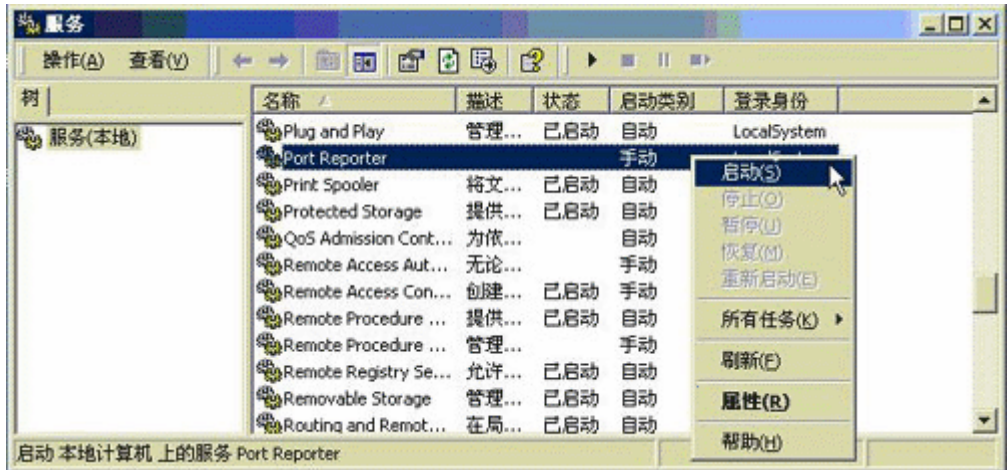 服务
操作(A) 查看(V)
树
服务(本地)
名称 描述 状态 启动类别 登录身份
Plug and Play 管理... 已启动 自动 LocalSystem
Port Reporter 手动
Print Spooler 将文... 已启动 自动
Protected Storage 提供... 已启动 自动
QoS Admission Cont... 为依... 自动
Remote Access Aut... 无论... 手动
Remote Access Con... 创建... 已启动 手动
Remote Procedure ... 提供... 已启动 自动
Remote Procedure ... 管理... 手动
Remote Registry Se... 允许... 已启动 自动
Removable Storage 管理... 已启动 自动
Routing and Remot... 在局... 已启动 自动
启动(S)
停止(O)
暂停(U)
恢复(M)
重新启动(E)
所有任务(K)
刷新(F)
属性(R)
帮助(H)
启动 本地计算机 上的服务 Port Reporter